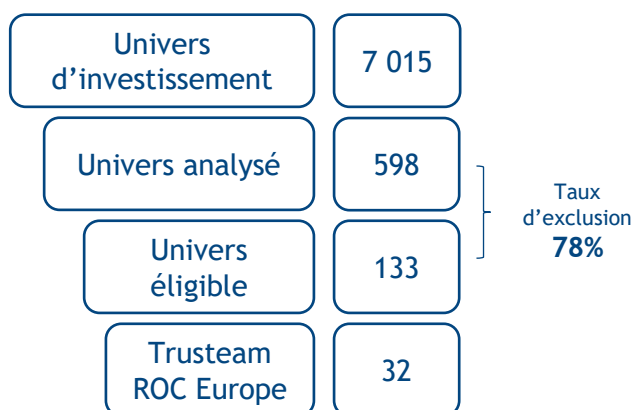 Univers
d’investissement
7 015
Univers analysé
598
Univers
éligible
133
Taux
d’exclusion
78%
Trusteam
ROC Europe
32